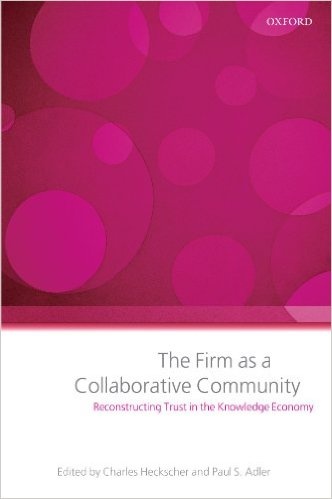 OXFORD
The Firm as a
Collaborative Community
Reconstructing Trust in the Knowledge Economy
Edited by Charles Heckscher and Paul S. Adler